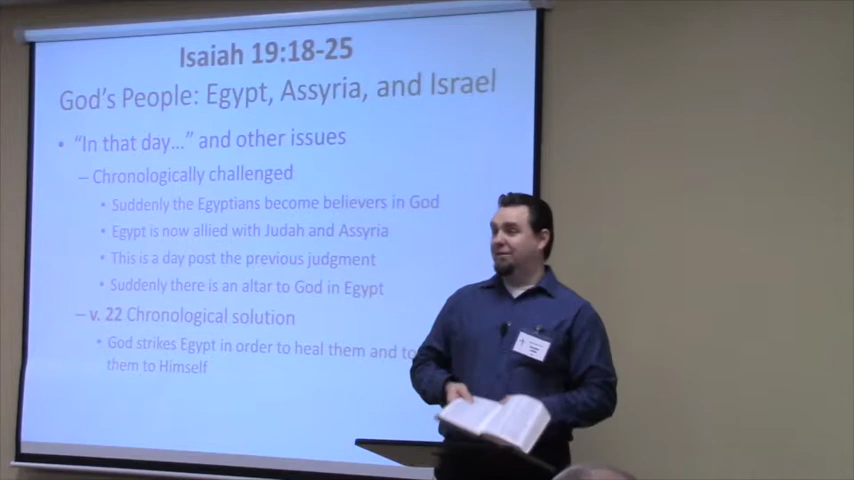 Isaiah 19:18-25
God's People: Egypt, Assyria, and Israel
• "In that day..." and other issues
– Chronologically challenged
• Suddenly the Egyptians become believers in God
• Egypt is now allied with Judah and Assyria
• This is a day post the previous judgment
• Suddenly there is an altar to God in Egypt
– v. 22 Chronological solution
• God strikes Egypt in order to heal them and to
them to Himself